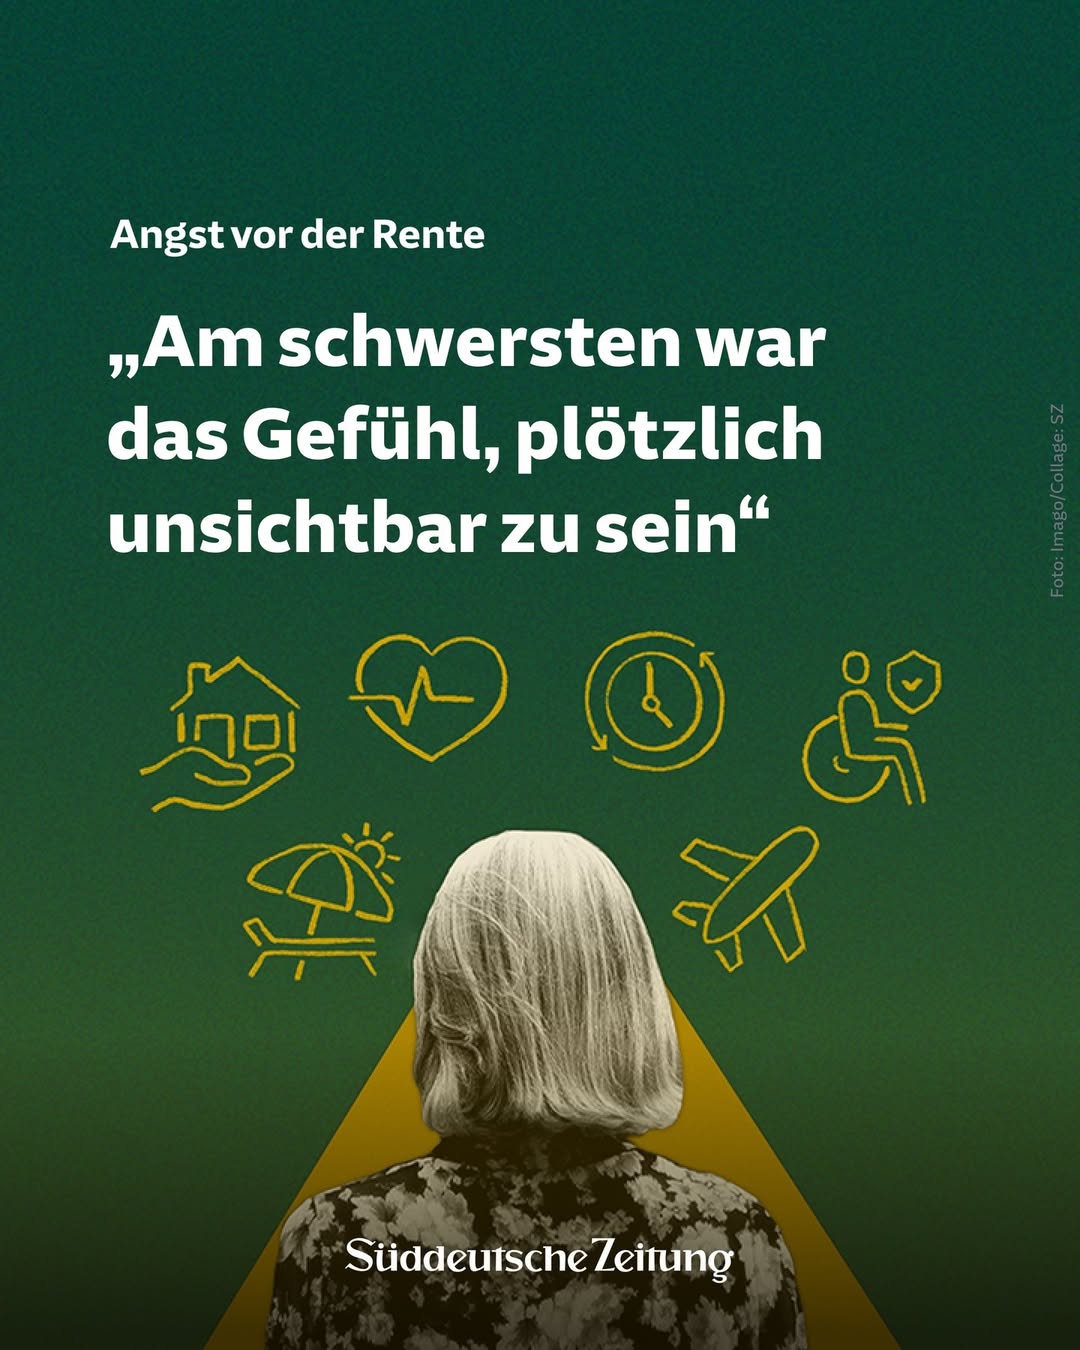 Angst vor der Rente
„Am schwersten war
das Gefühl, plötzlich
unsichtbar zu sein“
Foto: Imago/Collage: SZ
Süddeutsche Zeitung